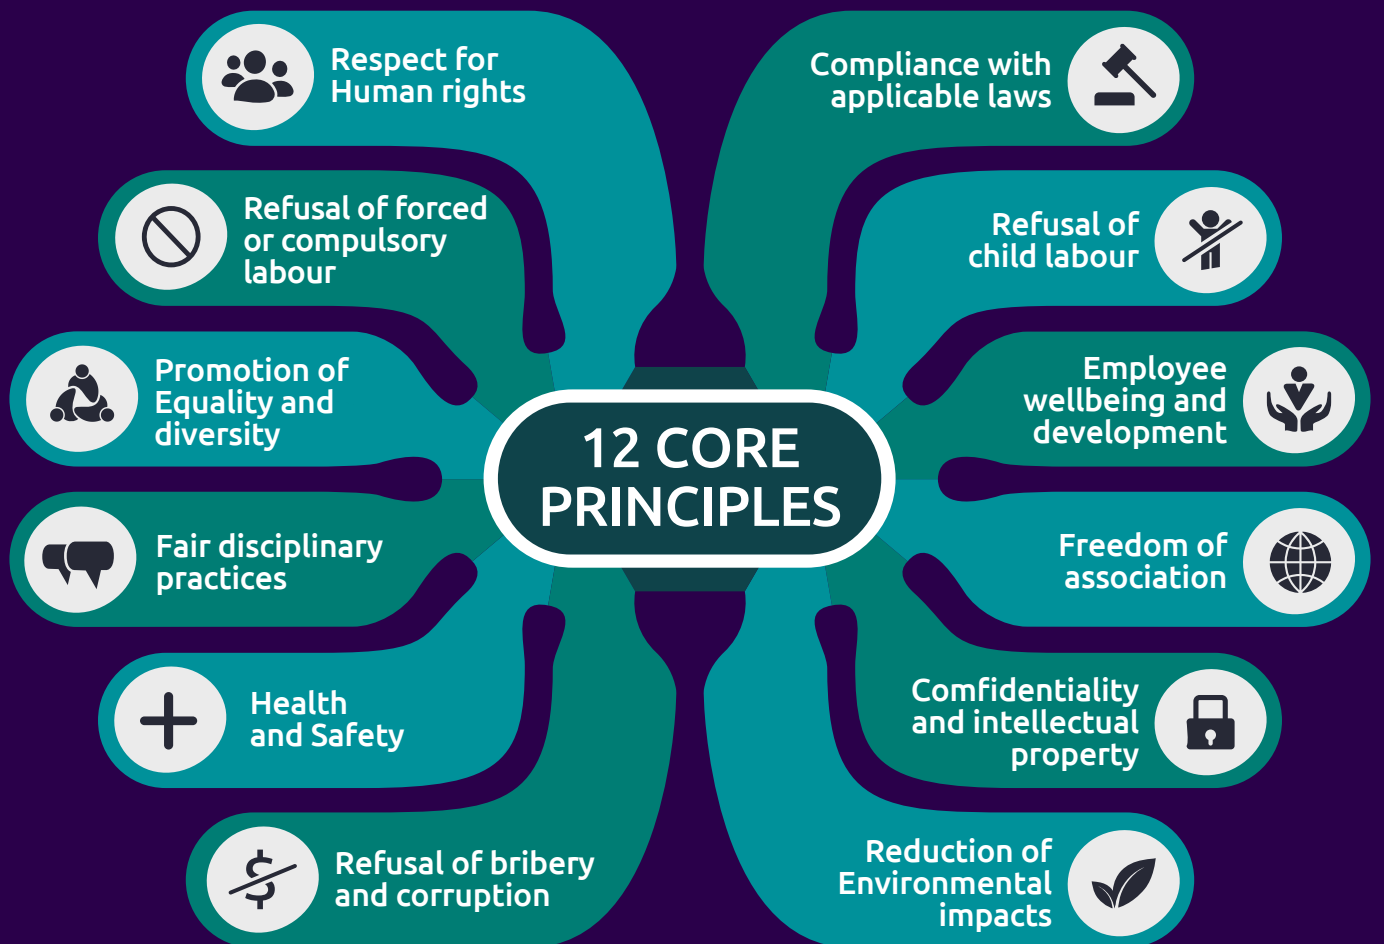 Respect for
Human rights
Compliance with
applicable laws
Refusal of forced
or compulsory
labour
Refusal of
child labour
Promotion of
Equality and
diversity
Employee
wellbeing and
development
12 CORE
PRINCIPLES
Fair disciplinary
practices
Freedom of
association
Health
and Safety
Comfidentiality
and intellectual
property
Refusal of bribery
and corruption
Reduction of
Environmental
impacts